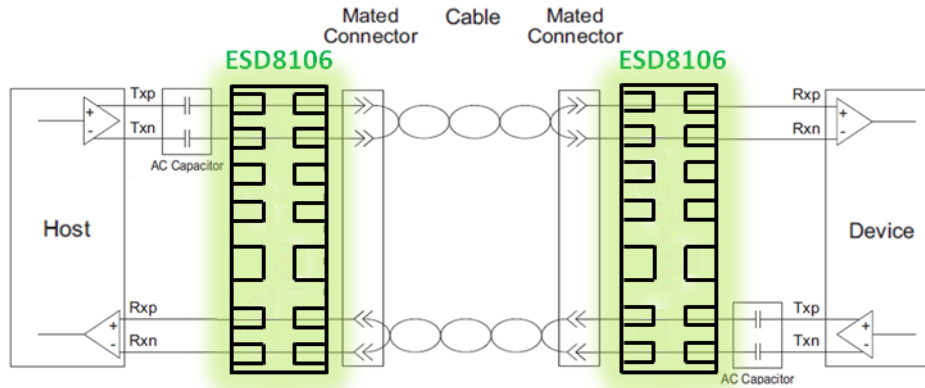 Mated
Connector
Cable
Mated
Connector
ESD8106
ESD8106
Txp
Txn
AC Capacitor
Rxp
Rxn
+
-
+
-
Host
Device
Rxp
Rxn
+
-
Txp
Txn
+
-
AC Capacitor